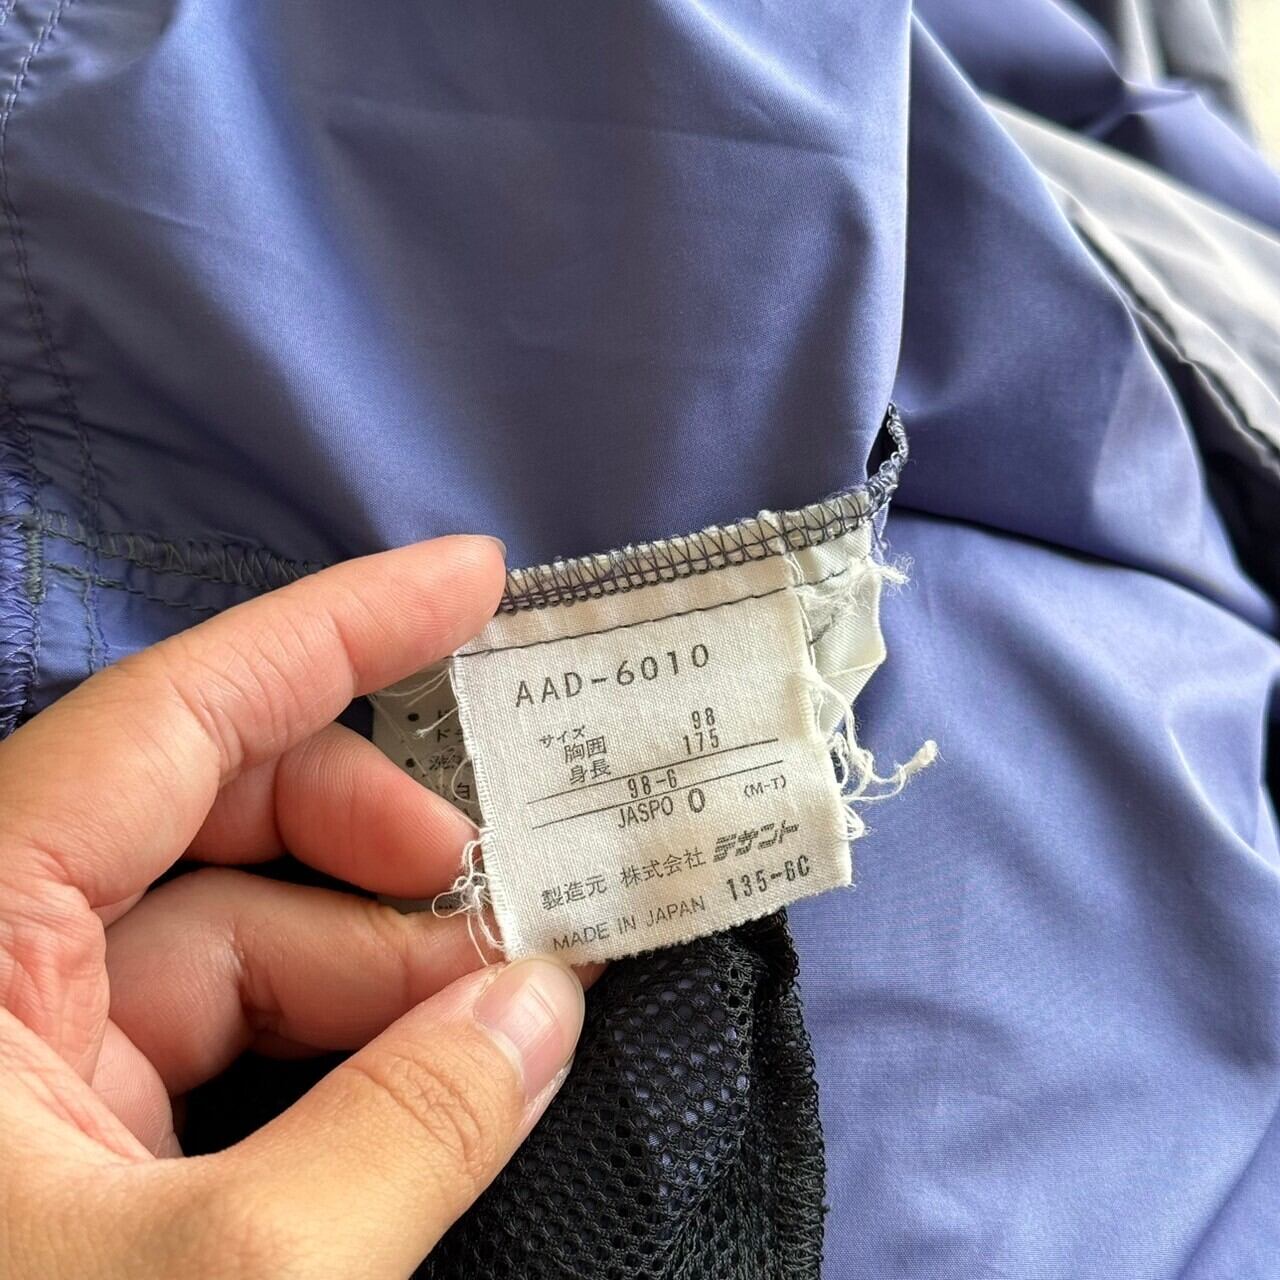 AAD-6010
サイズ
胸囲 98
身長 175
98-6
JASPO O (M-T)
製造元 株式会社 デサント
135-6C
MADE IN JAPAN